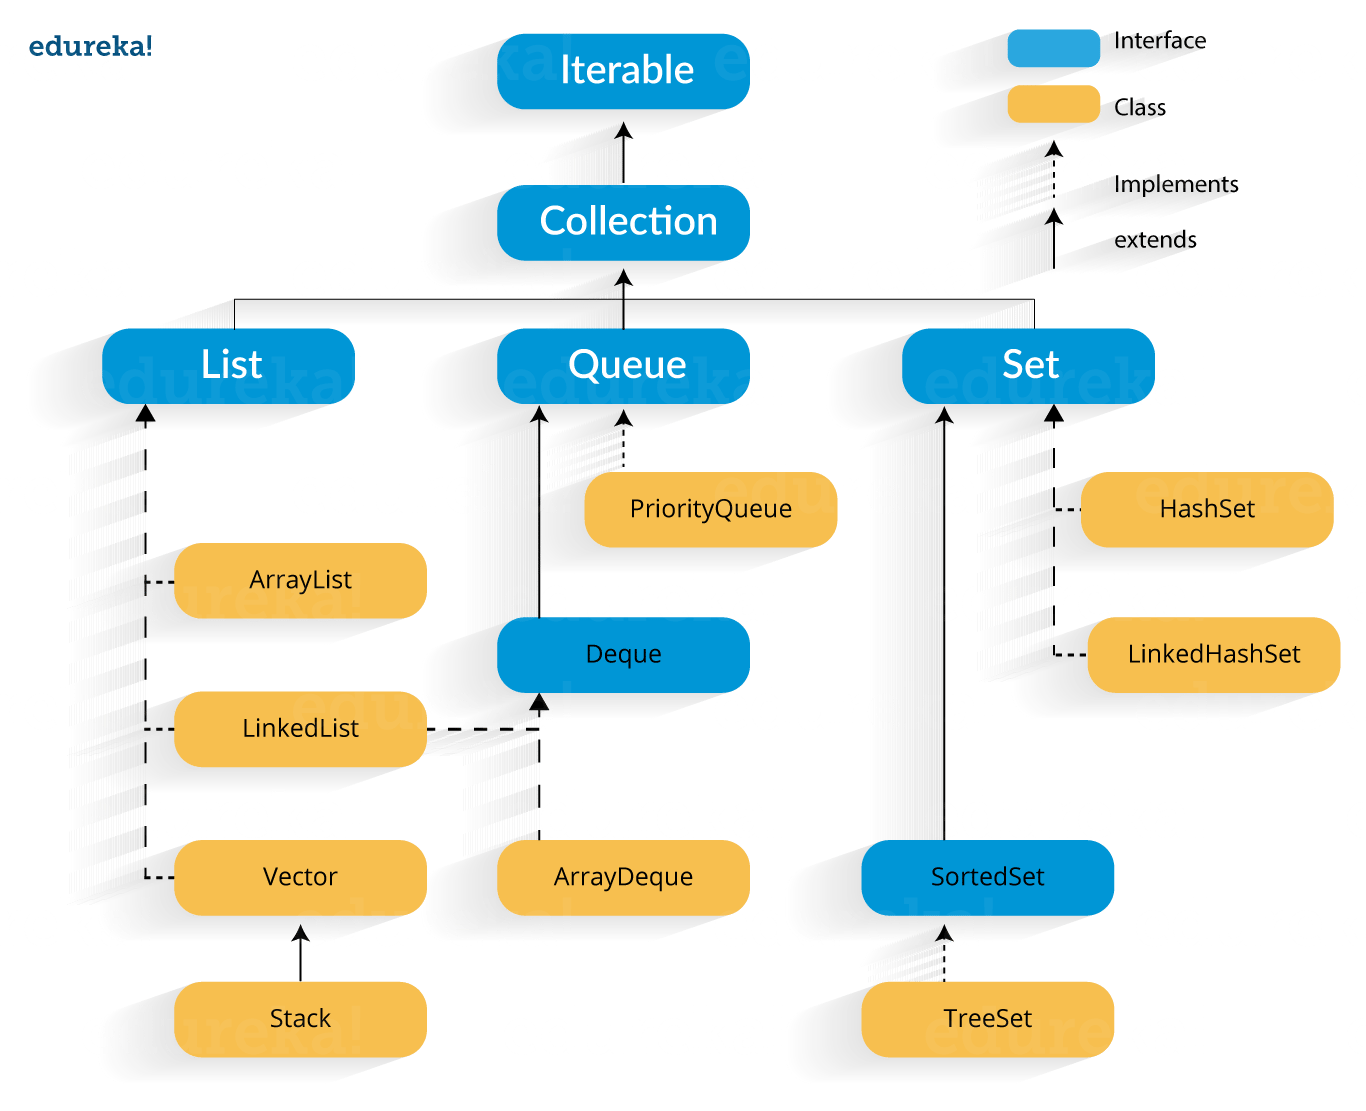 edureka!
Iterable
Interface
Class
Implements
extends
Collection
List
Queue
Set
PriorityQueue
HashSet
ArrayList
Deque
LinkedHashSet
LinkedList
Vector
ArrayDeque
SortedSet
Stack
TreeSet